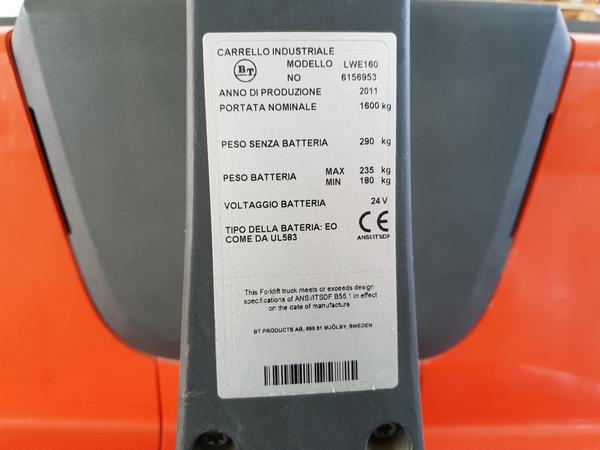 CARRELLO INDUSTRIALE
BT MODELLO LWE160
NO 6156953
ANNO DI PRODUZIONE 2011
PORTATA NOMINALE 1600 kg
PESO SENZA BATTERIA 290 kg
PESO BATTERIA MAX 235 kg
MIN 180 kg
VOLTAGGIO BATTERIA 24 V
TIPO DELLA BATERIA: EO
COME DA UL583
CE
ANSI/ITSDF
This Forklift truck meets or exceeds design
specifications of ANSI/ITSDF B56.1 in effect
on the date of manufacture
BT PRODUCTS AB, 595 81 MJÖLBY, SWEDEN